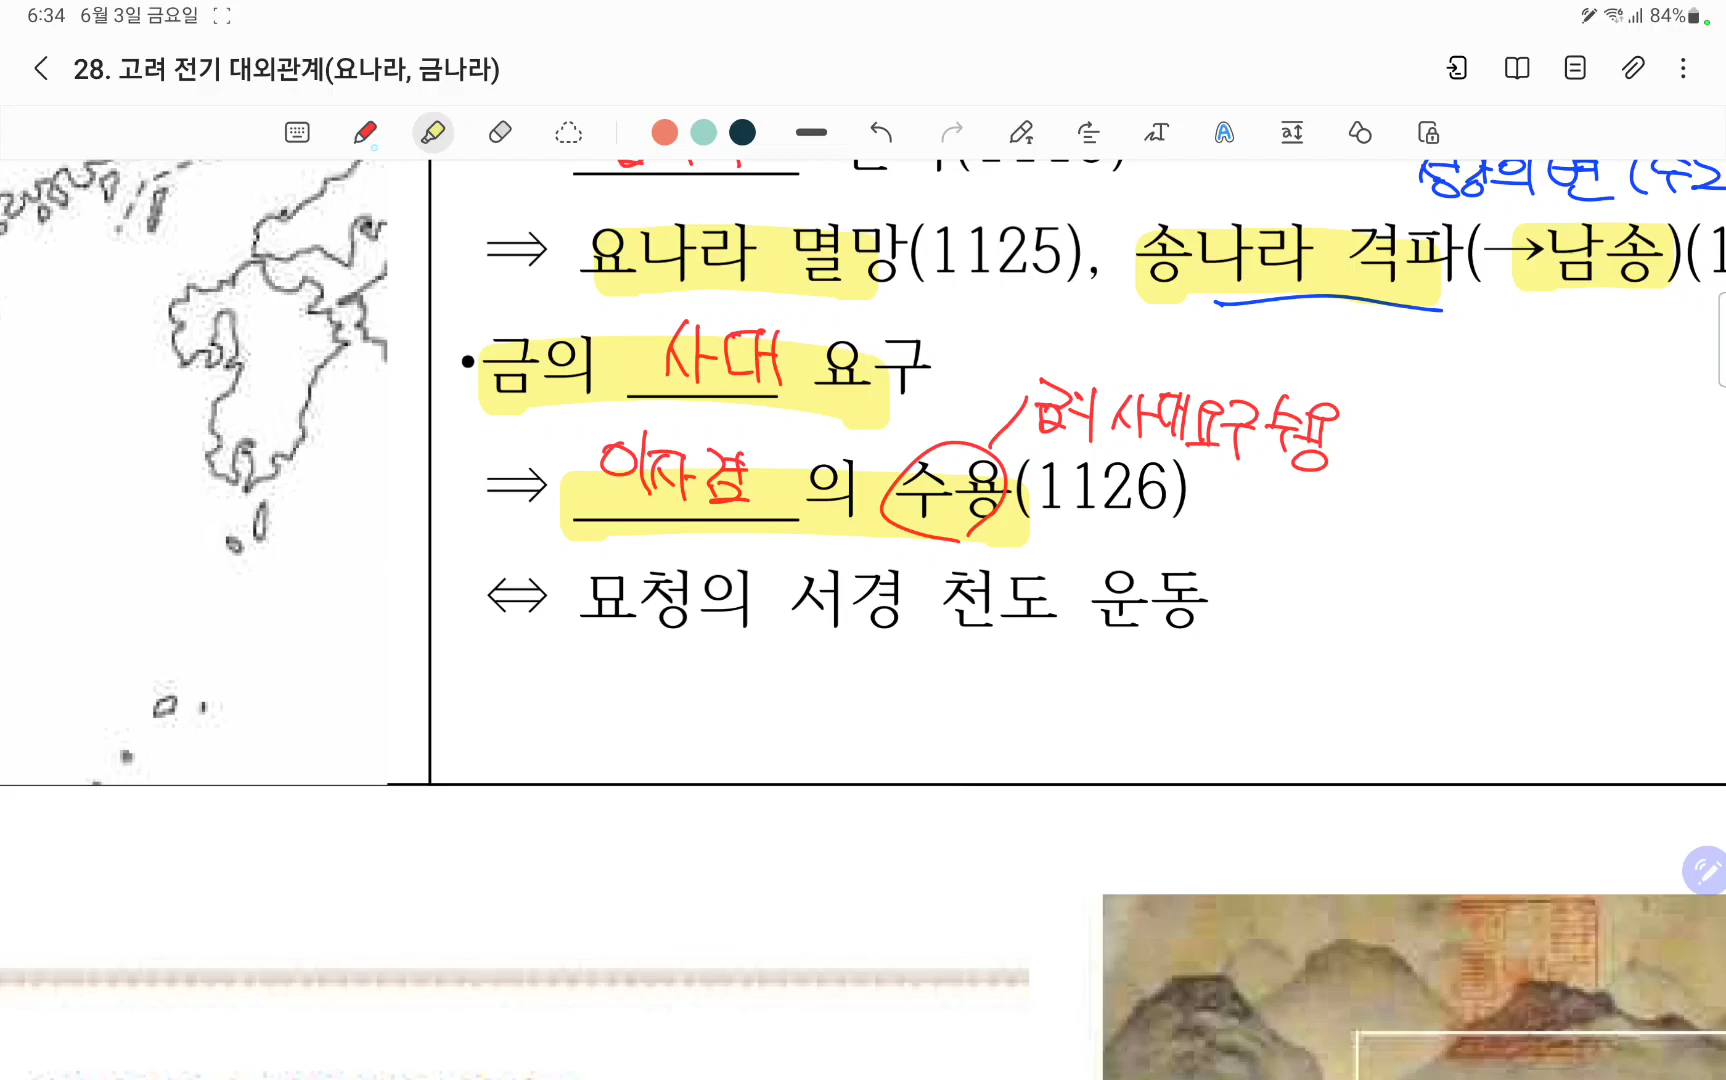 6:34 6월 3일 금요일
84%
28. 고려 전기 대외관계(요나라, 금나라)
⇒ 요나라 멸망(1125), 송나라 격파(→남송)(1
•금의 사대 요구
금의 사대요구 수용
⇒ 이자겸 의 수용(1126)
⇔ 묘청의 서경 천도 운동